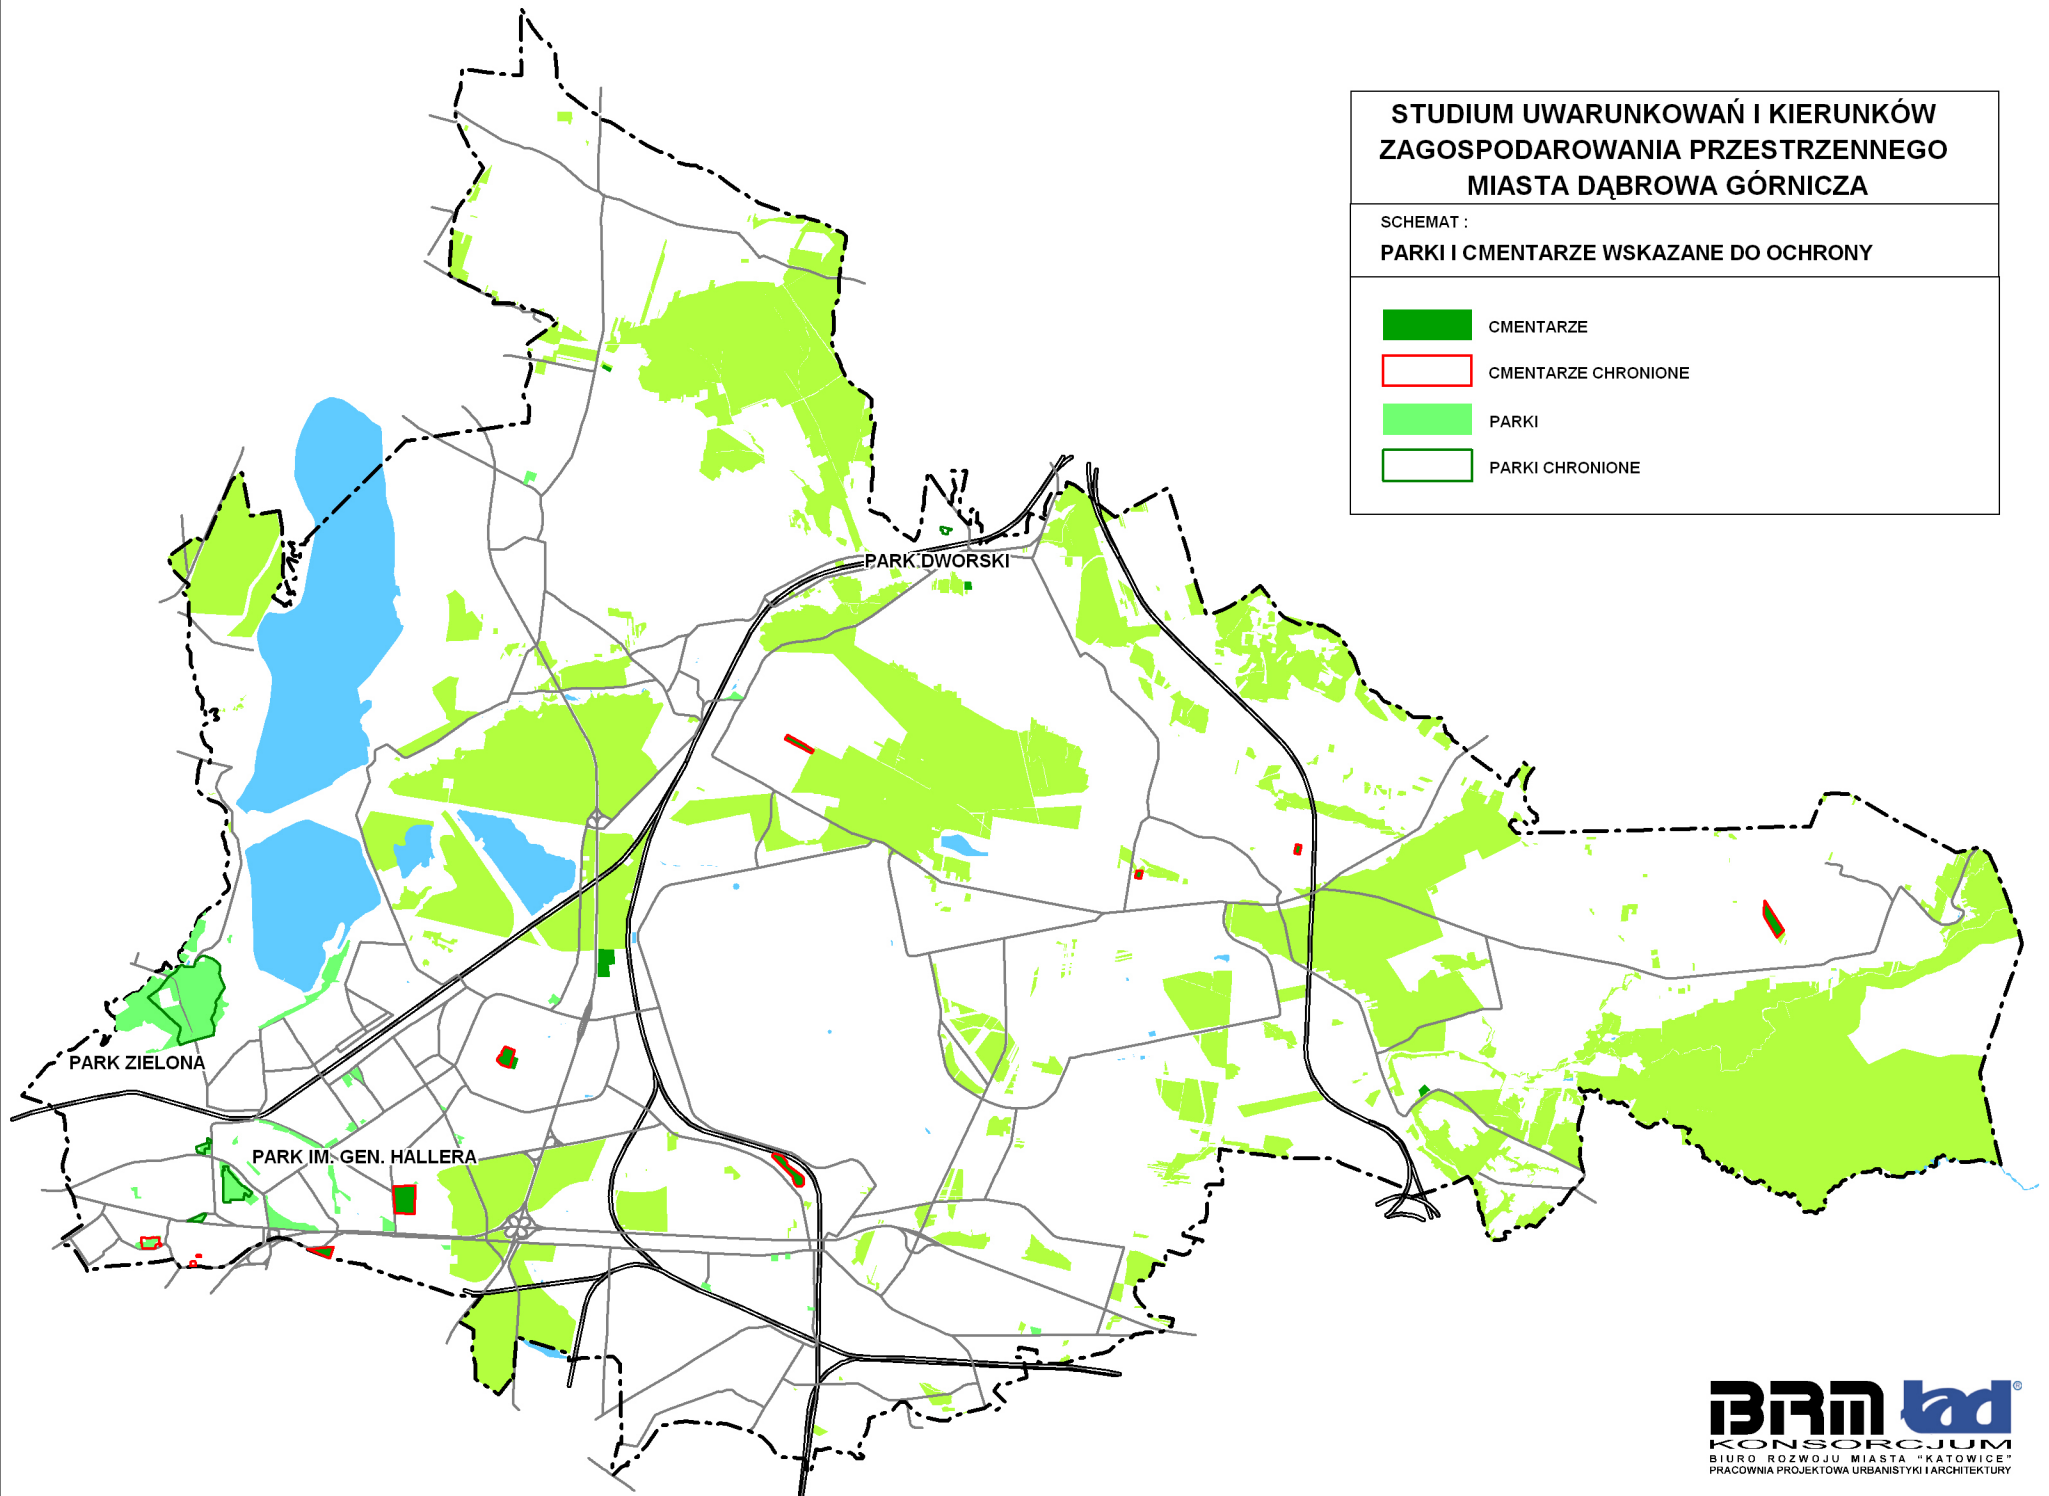 STUDIUM UWARUNKOWAŃ I KIERUNKÓW
ZAGOSPODAROWANIA PRZESTRZENNEGO
MIASTA DĄBROWA GÓRNICZA
SCHEMAT :
PARKI I CMENTARZE WSKAZANE DO OCHRONY
CMENTARZE
CMENTARZE CHRONIONE
PARKI
PARKI CHRONIONE
PARK DWORSKI
PARK ZIELONA
PARK IM. GEN. HALLERA
BRM ład®
KONSORCJUM
BIURO ROZWOJU MIASTA "KATOWICE"
PRACOWNIA PROJEKTOWA URBANISTYKI I ARCHITEKTURY